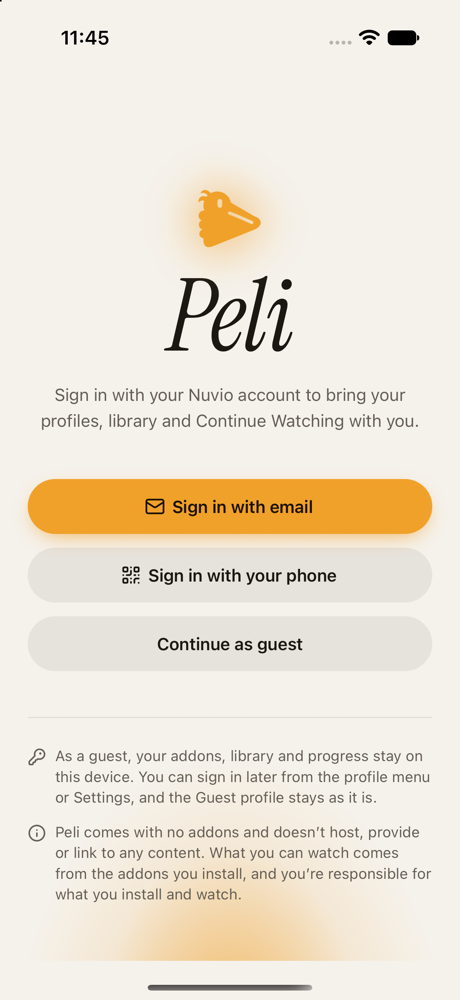 11:45
Peli
Sign in with your Nuvio account to bring your
profiles, library and Continue Watching with you.
Sign in with email
Sign in with your phone
Continue as guest
As a guest, your addons, library and progress stay on
this device. You can sign in later from the profile menu
or Settings, and the Guest profile stays as it is.
Peli comes with no addons and doesn’t host, provide
or link to any content. What you can watch comes
from the addons you install, and you’re responsible for
what you install and watch.